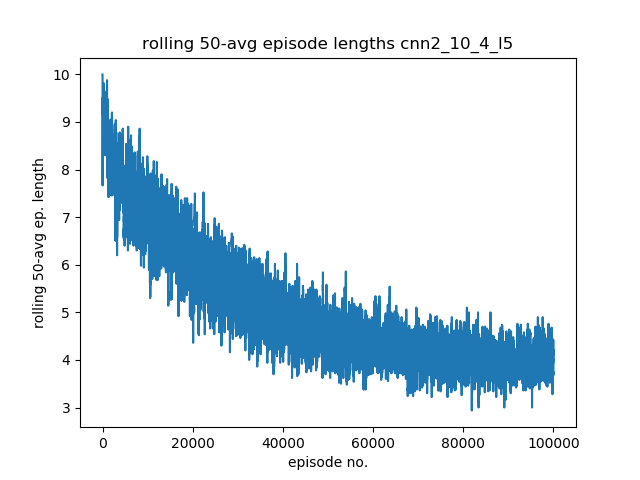 rolling 50-avg episode lengths cnn2_10_4_l5
10
9
8
7
6
5
4
3
rolling 50-avg ep. length
0 20000 40000 60000 80000 100000
episode no.